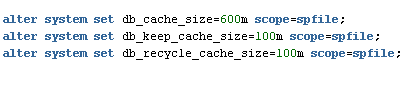 alter system set db_cache_size=600m scope=spfile;
alter system set db_keep_cache_size=100m scope=spfile;
alter system set db_recycle_cache_size=100m scope=spfile;